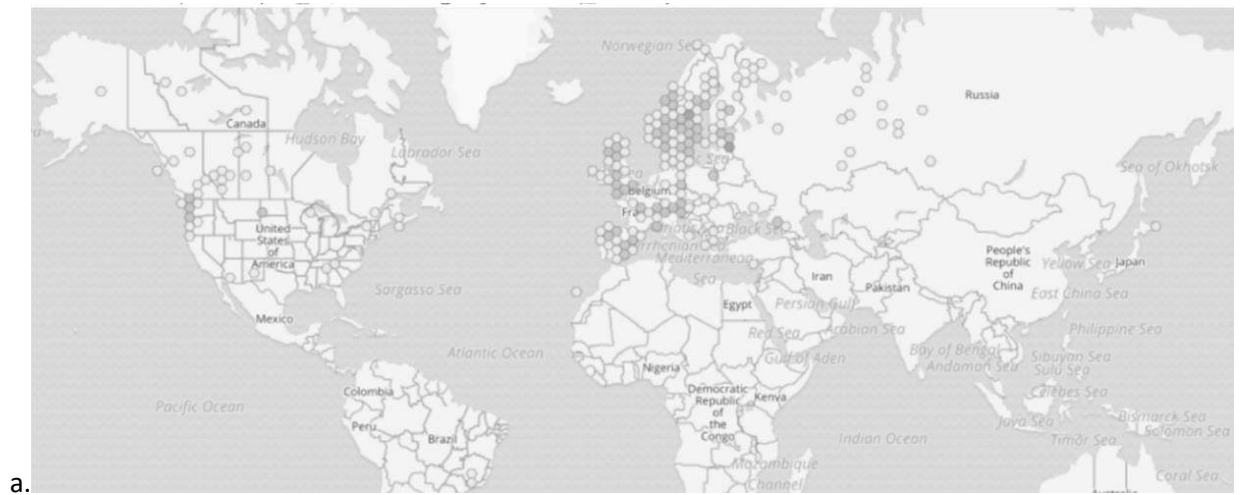 Norwegian Se
Russia
Canada
Hudson Bay
Labrador Sea
Sea of Okhotsk
Sea
Belgium
Fra
United
States
of
America
Black Sea
Mediterranean
Sea
People's
Republic
of
China
Yellow Sea
Japan
Iran
Pakistan
East China Sea
Sargasso Sea
Egypt
Persian Gulf
Mexico
Red Sea
Arabian Sea
Philippine Sea
Atlantic Ocean
Gulf of Aden
Bay of Bengal
Andaman Sea
Sibuyan Sea
Sulu Sea
Nigeria
Colombia
Democratic
Republic
of
the
Congo
Kenya
Celebes Sea
Pacific Ocean
Peru
Brazil
Indian Ocean
Java Sea
Timor Sea
Bismarck Sea
Solomon Sea
Mozambique
Channel
Coral Sea
a.